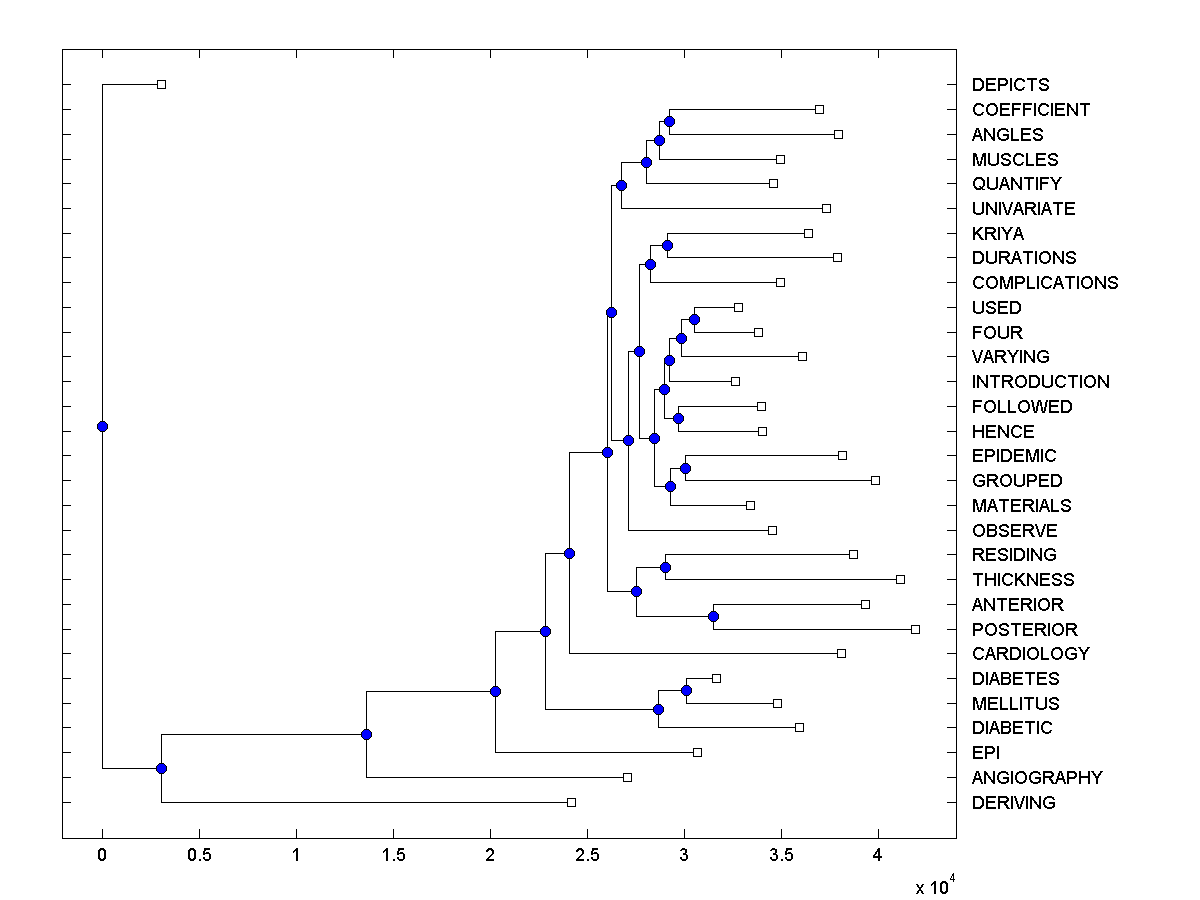 DEPICTS
COEFFICIENT
ANGLES
MUSCLES
QUANTIFY
UNIVARIATE
KRIYA
DURATIONS
COMPLICATIONS
USED
FOUR
VARYING
INTRODUCTION
FOLLOWED
HENCE
EPIDEMIC
GROUPED
MATERIALS
OBSERVE
RESIDING
THICKNESS
ANTERIOR
POSTERIOR
CARDIOLOGY
DIABETES
MELLITUS
DIABETIC
EPI
ANGIOGRAPHY
DERIVING
0 0.5 1 1.5 2 2.5 3 3.5 4
x 10^4